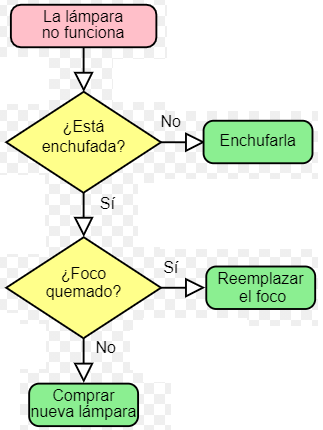 La lámpara
no funciona
¿Está
enchufada?
No
Enchufarla
Sí
¿Foco
quemado?
Sí
Reemplazar
el foco
No
Comprar
nueva lámpara